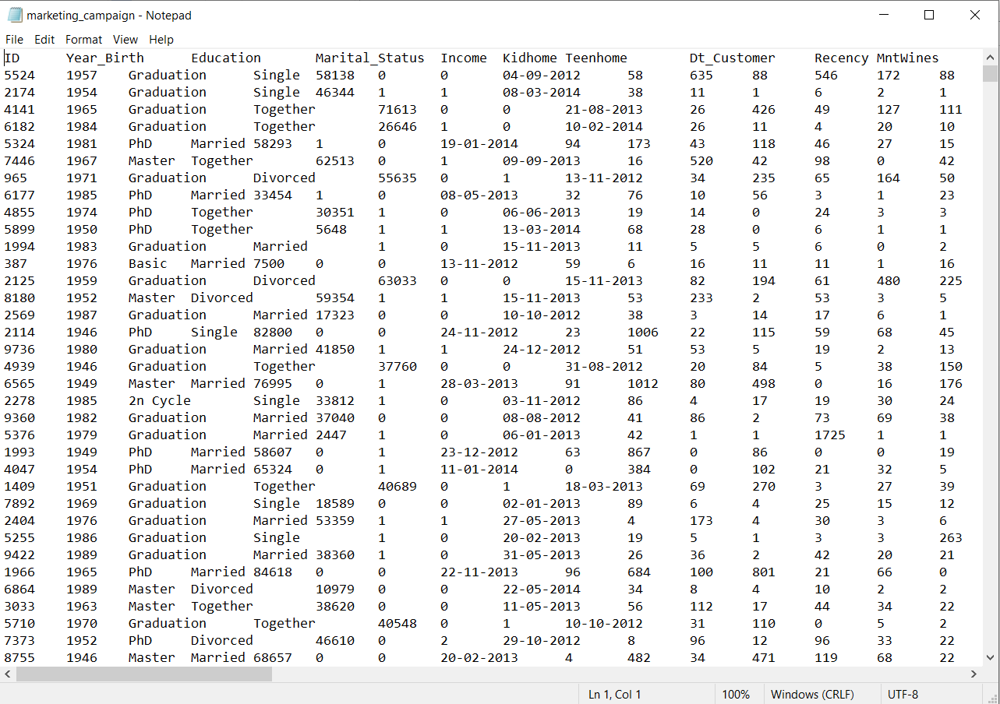 marketing_campaign - Notepad
File Edit Format View Help
ID Year_Birth Education Marital_Status Income Kidhome Teenhome Dt_Customer Recency MntWines
5524 1957 Graduation Single 58138 0 0 04-09-2012 58 635 88 546 172 88
2174 1954 Graduation Single 46344 1 1 08-03-2014 38 11 1 6 2 1
4141 1965 Graduation Together 71613 0 0 21-08-2013 26 426 49 127 111
6182 1984 Graduation Together 26646 1 0 10-02-2014 26 11 4 20 10
5324 1981 PhD Married 58293 1 0 19-01-2014 94 173 43 118 46 27 15
7446 1967 Master Together 62513 0 1 09-09-2013 16 520 42 98 0 42
965 1971 Graduation Divorced 55635 0 1 13-11-2012 34 235 65 164 50
6177 1985 PhD Married 33454 1 0 08-05-2013 32 76 10 56 3 1 23
4855 1974 PhD Together 30351 1 0 06-06-2013 19 14 0 24 3 3
5899 1950 PhD Together 5648 1 1 13-03-2014 68 28 0 6 1 1
1994 1983 Graduation Married 1 0 15-11-2013 11 5 5 6 0 2
387 1976 Basic Married 7500 0 0 13-11-2012 59 6 16 11 11 1 16
2125 1959 Graduation Divorced 63033 0 0 15-11-2013 82 194 61 480 225
8180 1952 Master Divorced 59354 1 1 15-11-2013 53 233 2 53 3 5
2569 1987 Graduation Married 17323 0 0 10-10-2012 38 3 14 17 6 1
2114 1946 PhD Single 82800 0 0 24-11-2012 23 1006 22 115 59 68 45
9736 1980 Graduation Married 41850 1 1 24-12-2012 51 53 5 19 2 13
4939 1946 Graduation Together 37760 0 0 31-08-2012 20 84 5 38 150
6565 1949 Master Married 76995 0 1 28-03-2013 91 1012 80 498 0 16 176
2278 1985 2n Cycle Single 33812 1 0 03-11-2012 86 4 17 19 30 24
9360 1982 Graduation Married 37040 0 0 08-08-2012 41 86 2 73 69 38
5376 1979 Graduation Married 2447 1 0 06-01-2013 42 1 1 1725 1 1
1993 1949 PhD Married 58607 0 1 23-12-2012 63 867 0 86 0 0 19
4047 1954 PhD Married 65324 0 1 11-01-2014 0 384 0 102 21 32 5
1409 1951 Graduation Together 40689 0 1 18-03-2013 69 270 3 27 39
7892 1969 Graduation Single 18589 0 0 02-01-2013 89 6 4 25 15 12
2404 1976 Graduation Married 53359 1 1 27-05-2013 4 173 4 30 3 6
5255 1986 Graduation Single 1 0 20-02-2013 19 5 1 3 3 263
9422 1989 Graduation Married 38360 1 0 31-05-2013 26 36 2 42 20 21
1966 1965 PhD Married 84618 0 0 22-11-2013 96 684 100 801 21 66 0
6864 1989 Master Divorced 10979 0 0 22-05-2014 34 8 4 10 2 2
3033 1963 Master Together 38620 0 0 11-05-2013 56 112 17 44 34 22
5710 1970 Graduation Together 40548 0 1 10-10-2012 31 110 0 5 2
7373 1952 PhD Divorced 46610 0 2 29-10-2012 8 96 12 96 33 22
8755 1946 Master Married 68657 0 0 20-02-2013 4 482 34 471 119 68 22
Ln 1, Col 1 100% Windows (CRLF) UTF-8